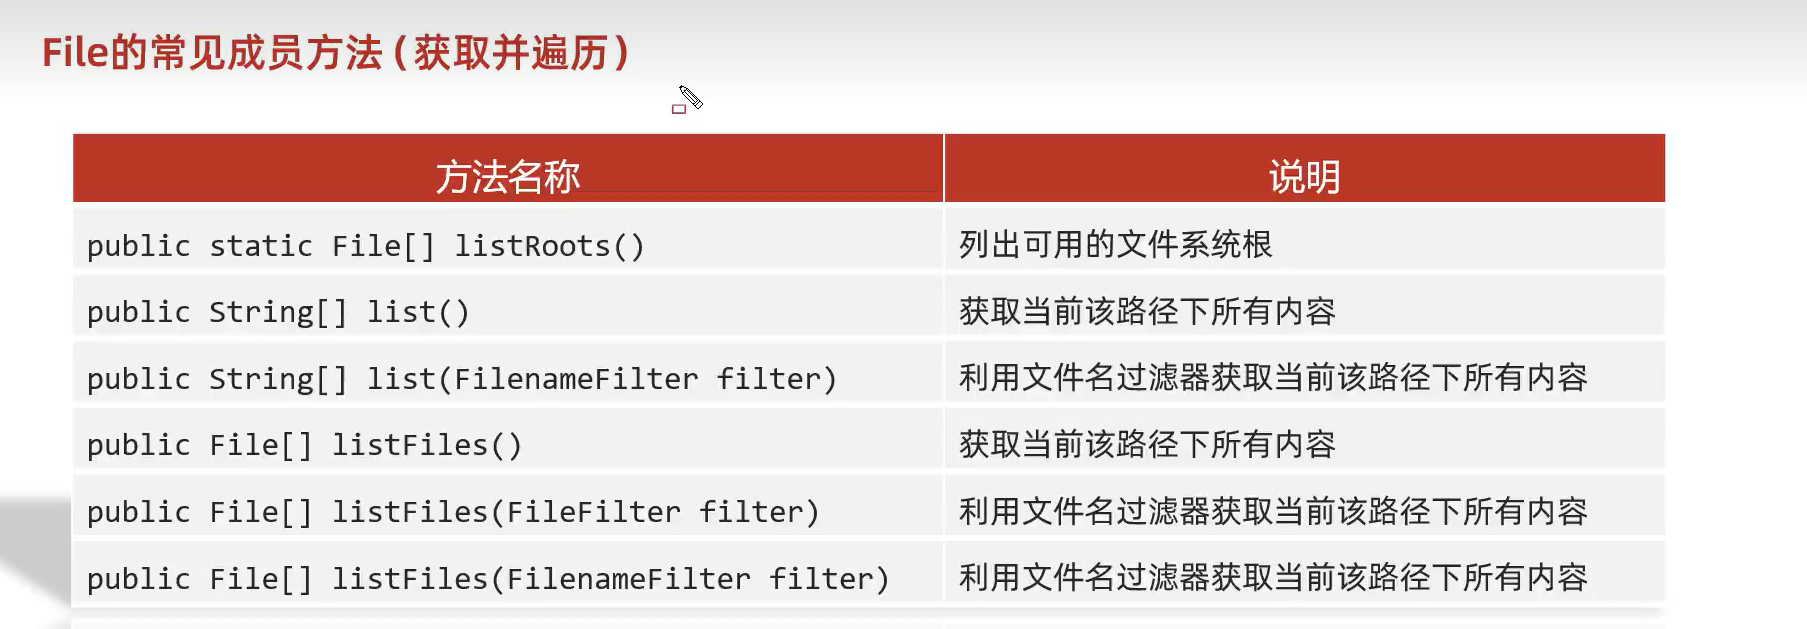 File的常见成员方法(获取并遍历)
方法名称 说明
public static File[] listRoots() 列出可用的文件系统根
public String[] list() 获取当前该路径下所有内容
public String[] list(FilenameFilter filter) 利用文件名过滤器获取当前该路径下所有内容
public File[] listFiles() 获取当前该路径下所有内容
public File[] listFiles(FileFilter filter) 利用文件名过滤器获取当前该路径下所有内容
public File[] listFiles(FilenameFilter filter) 利用文件名过滤器获取当前该路径下所有内容